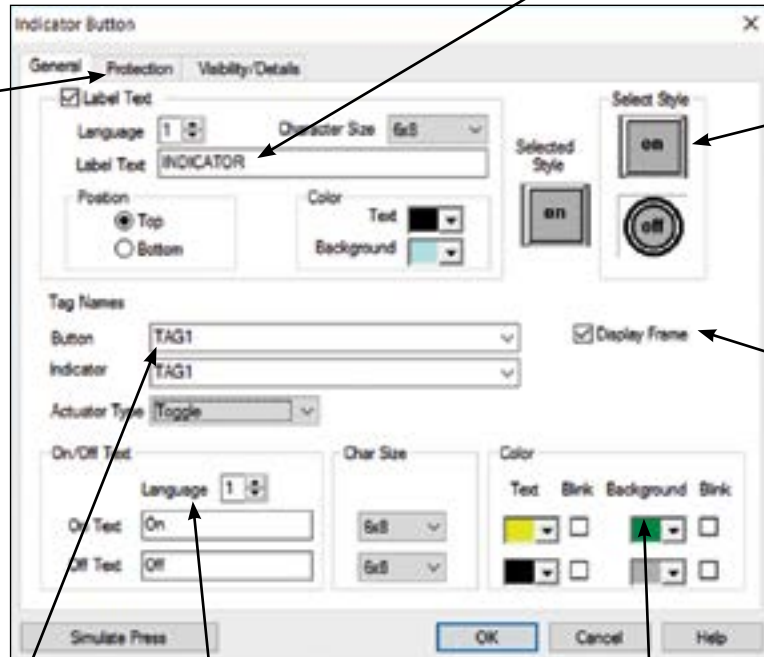 Indicator Button
General Protection Visibility/Details
Label Text
Language 1 Character Size 6x8
Label Text INDICATOR
Position
Top
Bottom
Color
Text
Background
Selected Style
on
Select Style
on
off
Tag Names
Button TAG1
Indicator TAG1
Display Frame
Actuator Type Toggle
On/Off Text
Language 1
On Text On
Off Text Off
Char Size
6x8
6x8
Color
Text Blink Background Blink
Simulate Press OK Cancel Help